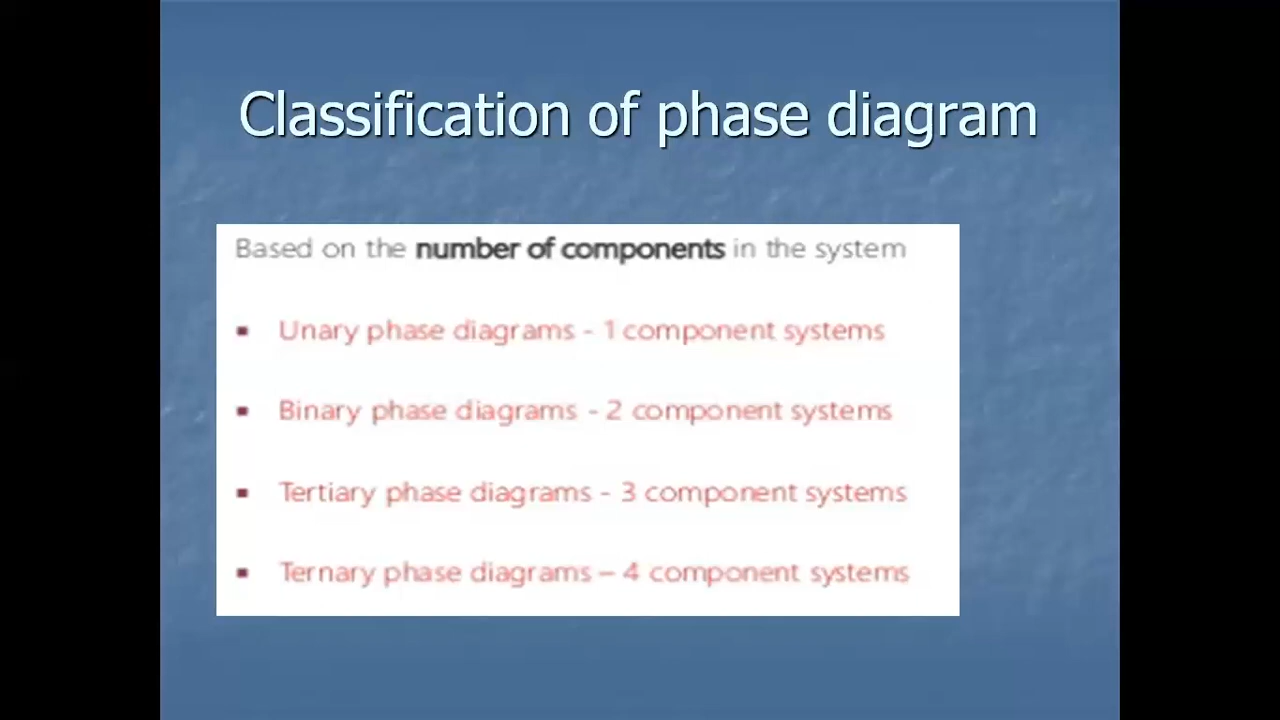 Classification of phase diagram
Based on the number of components in the system
▪ Unary phase diagrams - 1 component systems
▪ Binary phase diagrams - 2 component systems
▪ Tertiary phase diagrams - 3 component systems
▪ Ternary phase diagrams – 4 component systems